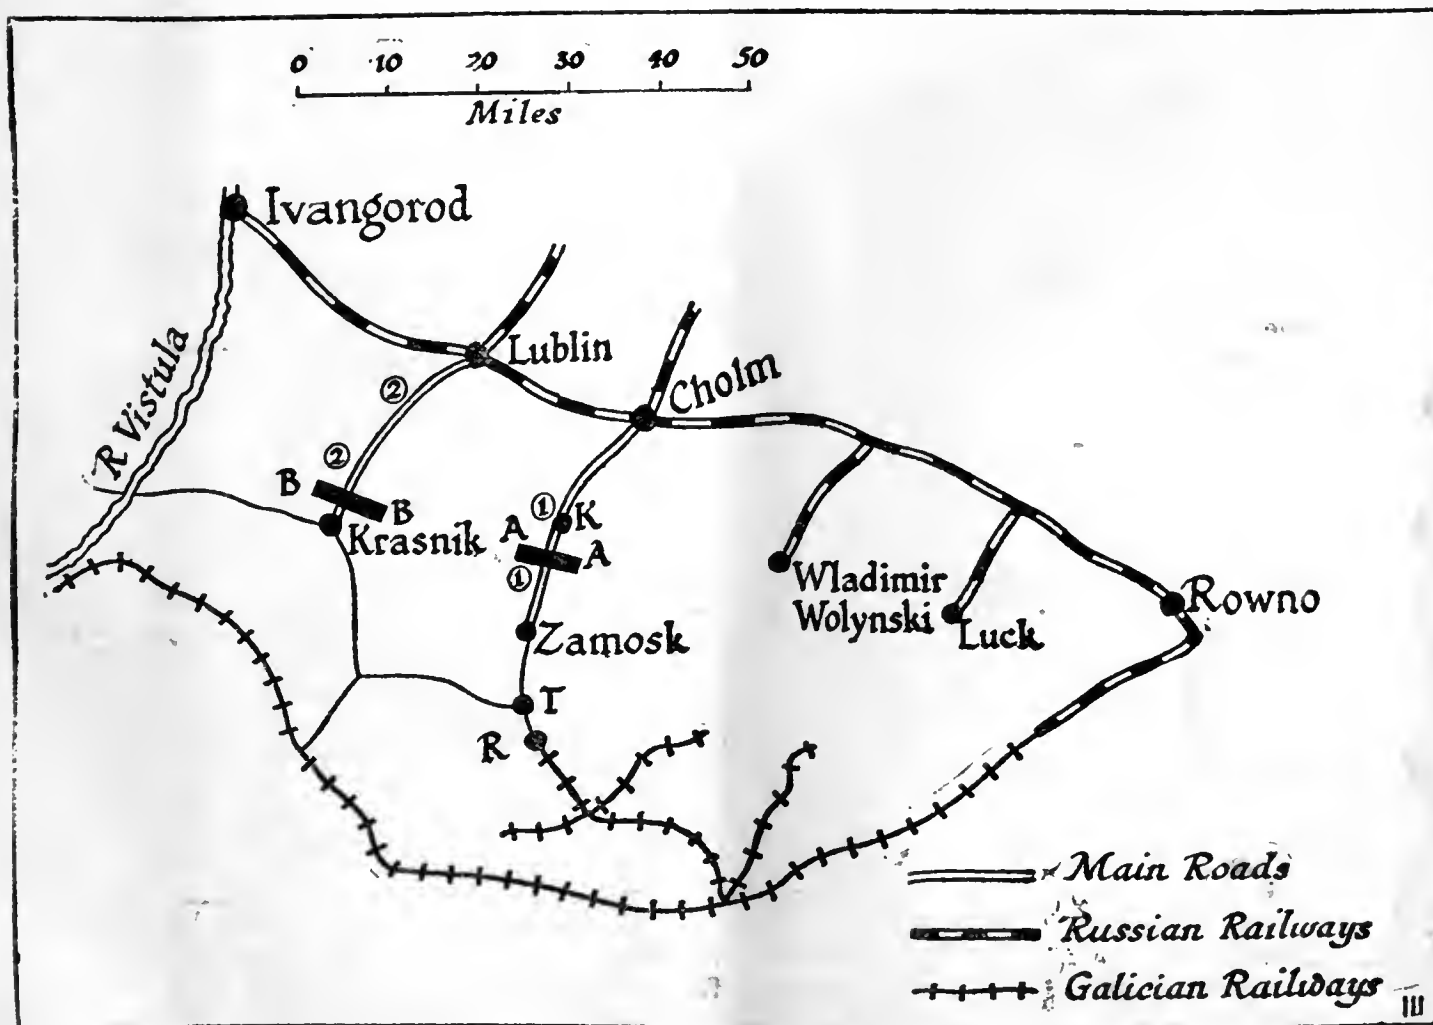 0 10 20 30 40 50
Miles
Ivangorod
Lublin
Cholm
R Vistula
②
②
B
B
Krasnik
①
K
A
A
①
Zamosk
Wladimir
Wolynski
Luck
Rowno
T
R
Main Roads
Russian Railways
Galician Railways
III